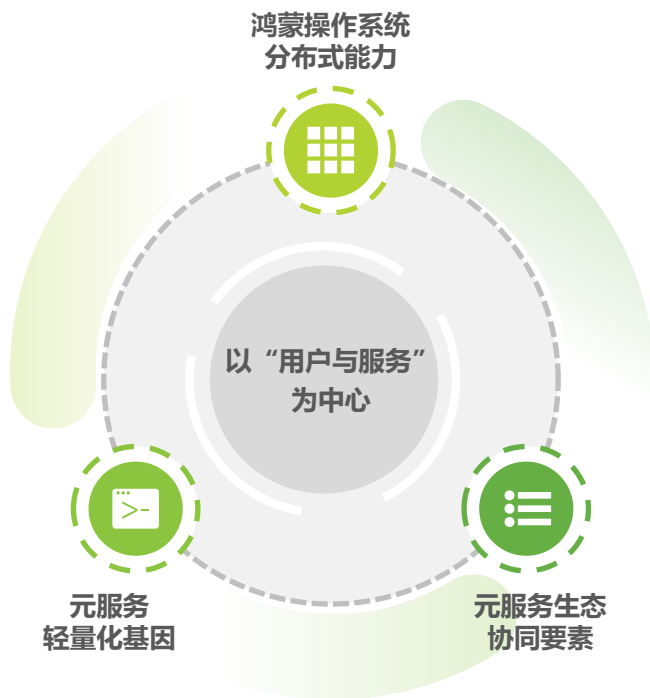 鸿蒙操作系统
分布式能力
以“用户与服务”
为中心
元服务
轻量化基因
元服务生态
协同要素